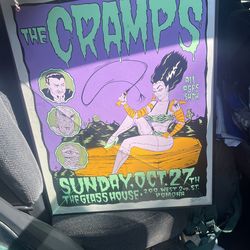 THE
CRAMPS
ALL
AGES
SHOW
SUNDAY.OCT.27TH
THE GLASS HOUSE. 200 WEST 2ND. ST.
POMONA